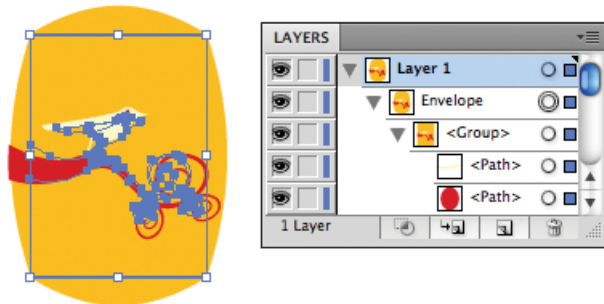 LAYERS
Layer 1
Envelope
<Group>
<Path>
<Path>
1 Layer